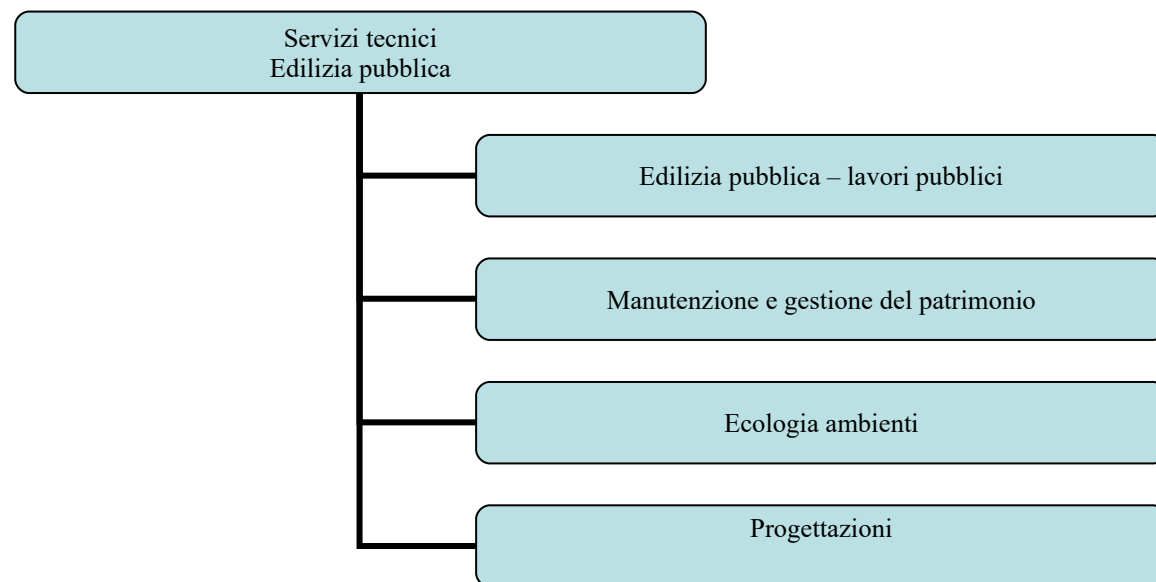 Servizi tecnici
Edilizia pubblica
Edilizia pubblica – lavori pubblici
Manutenzione e gestione del patrimonio
Ecologia ambienti
Progettazioni